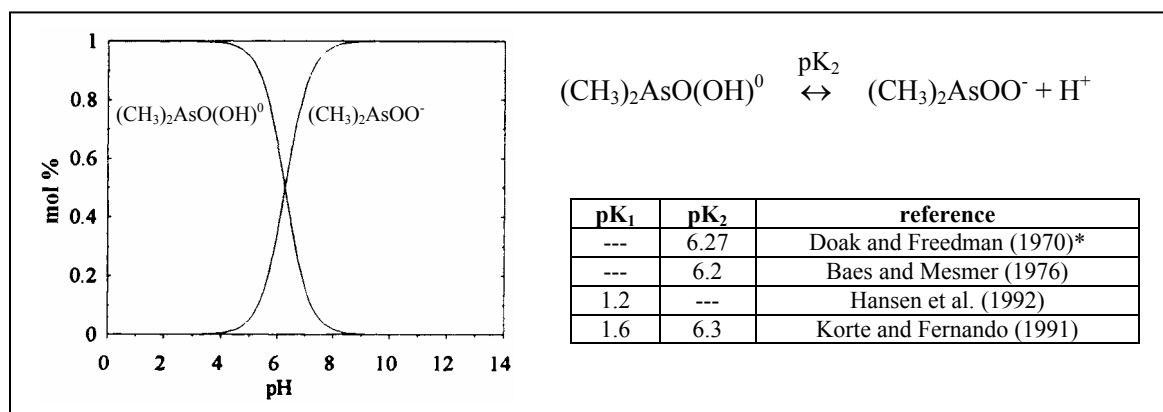 1
0.8
0.6
0.4
0.2
0
mol %
(CH₃)₂AsO(OH)⁰
(CH₃)₂AsOO⁻
0 2 4 6 8 10 12 14
pH
pK₂
(CH₃)₂AsO(OH)⁰ ↔ (CH₃)₂AsOO⁻ + H⁺
pK₁ pK₂ reference
--- 6.27 Doak and Freedman (1970)*
--- 6.2 Baes and Mesmer (1976)
1.2 --- Hansen et al. (1992)
1.6 6.3 Korte and Fernando (1991)